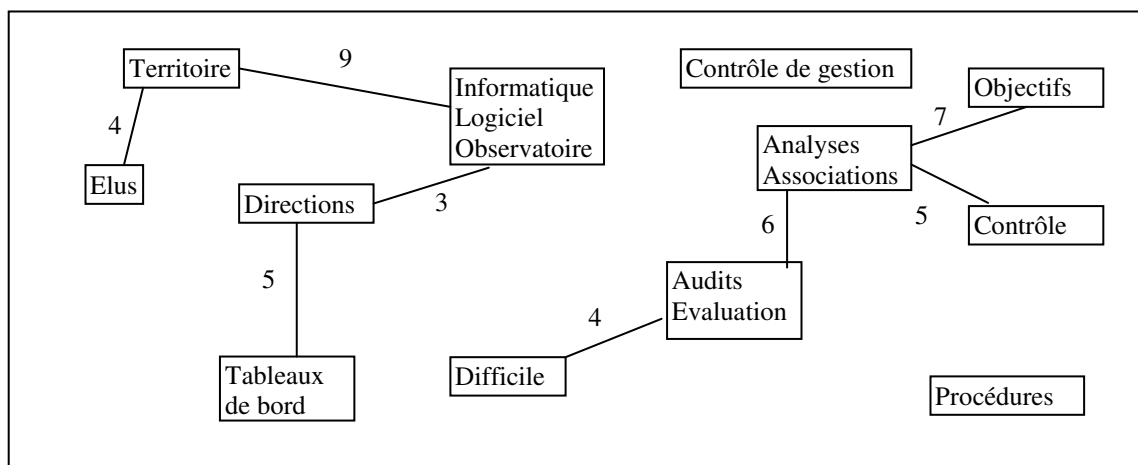 Territoire
9
Informatique
Logiciel
Observatoire
Contrôle de gestion
Objectifs
4
7
Analyses
Associations
Elus
Directions
3
5
Contrôle
6
5
Audits
Evaluation
4
Tableaux
de bord
Difficile
Procédures